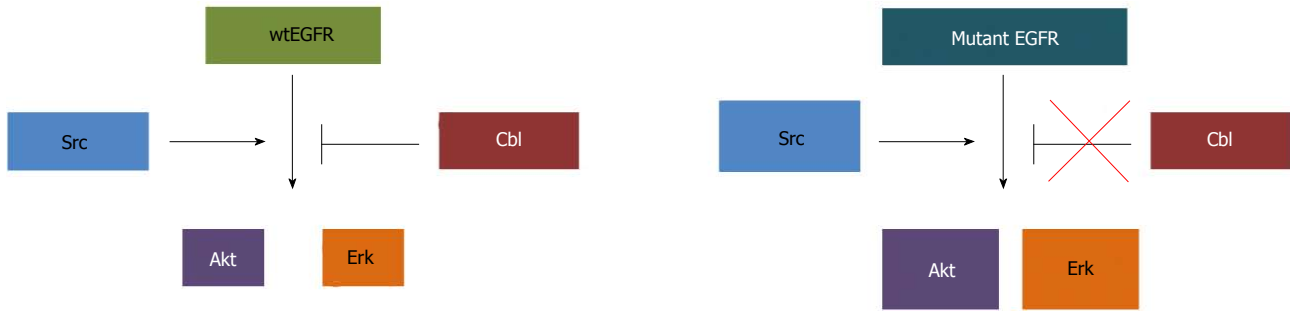 wtEGFR
Src
Cbl
Akt
Erk
Mutant EGFR
Src
Cbl
Akt
Erk